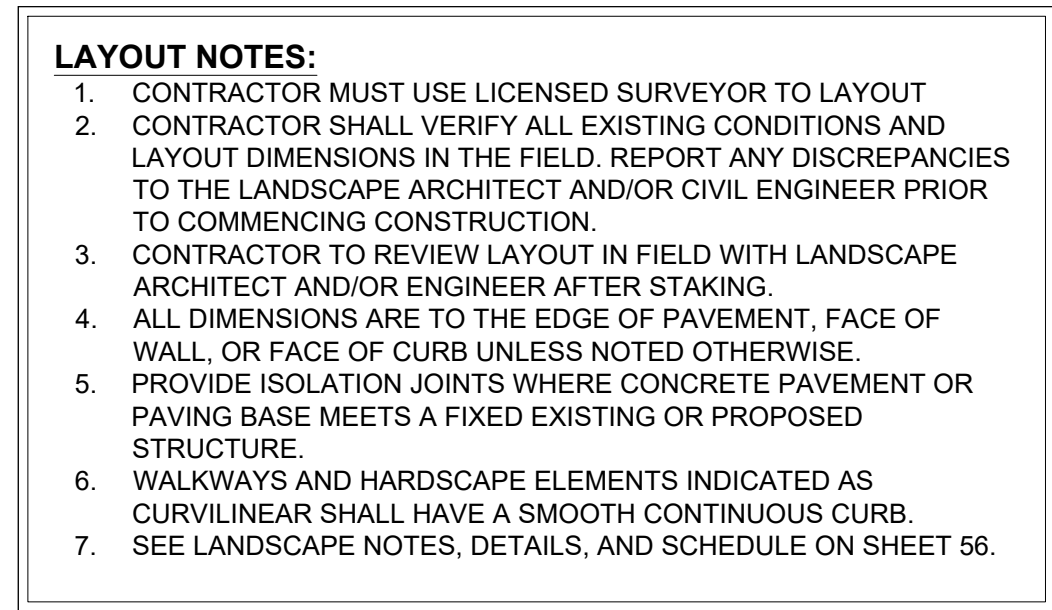 LAYOUT NOTES:
1. CONTRACTOR MUST USE LICENSED SURVEYOR TO LAYOUT
2. CONTRACTOR SHALL VERIFY ALL EXISTING CONDITIONS AND
LAYOUT DIMENSIONS IN THE FIELD. REPORT ANY DISCREPANCIES
TO THE LANDSCAPE ARCHITECT AND/OR CIVIL ENGINEER PRIOR
TO COMMENCING CONSTRUCTION.
3. CONTRACTOR TO REVIEW LAYOUT IN FIELD WITH LANDSCAPE
ARCHITECT AND/OR ENGINEER AFTER STAKING.
4. ALL DIMENSIONS ARE TO THE EDGE OF PAVEMENT, FACE OF
WALL, OR FACE OF CURB UNLESS NOTED OTHERWISE.
5. PROVIDE ISOLATION JOINTS WHERE CONCRETE PAVEMENT OR
PAVING BASE MEETS A FIXED EXISTING OR PROPOSED
STRUCTURE.
6. WALKWAYS AND HARDSCAPE ELEMENTS INDICATED AS
CURVILINEAR SHALL HAVE A SMOOTH CONTINUOUS CURB.
7. SEE LANDSCAPE NOTES, DETAILS, AND SCHEDULE ON SHEET 56.